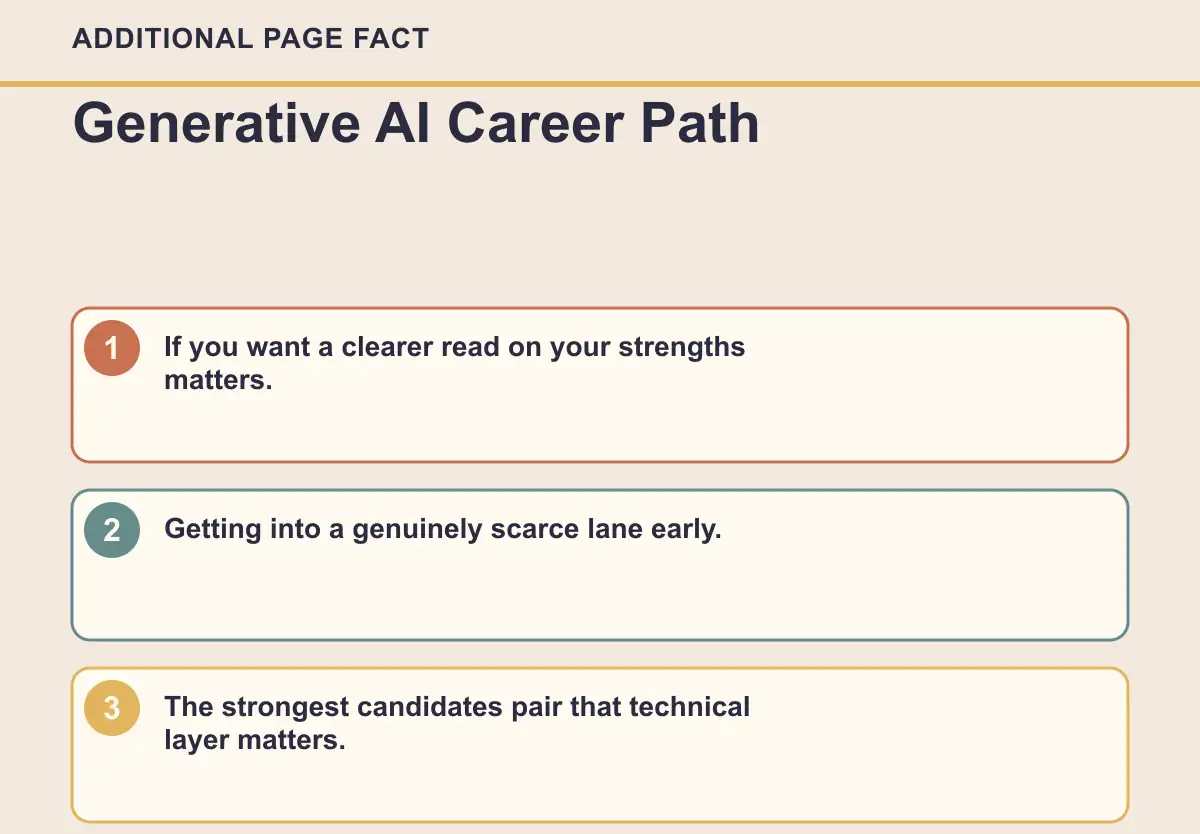 ADDITIONAL PAGE FACT
Generative AI Career Path
1
If you want a clearer read on your strengths
matters.
2
Getting into a genuinely scarce lane early.
3
The strongest candidates pair that technical
layer matters.